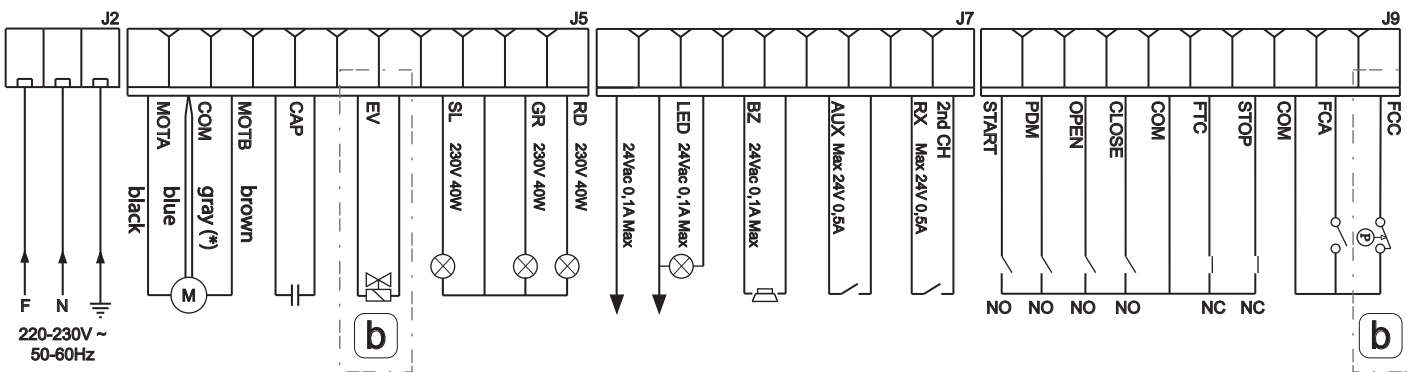 J2
J5
J7
J9
MOTA
COM
MOTB
CAP
EV
SL 230V 40W
GR 230V 40W
RD 230V 40W
24Vac 0,1A Max
LED 24Vac 0,1A Max
BZ 24Vac 0,1A Max
AUX Max 24V 0,5A
RX Max 24V 0,5A
2nd CH
START
PDM
OPEN
CLOSE
COM
FTC
STOP
COM
FCA
FCC
black
blue
gray (*)
brown
M
P
F
N
220-230V ~
50-60Hz
b
NO
NO
NO
NO
NC
NC
b